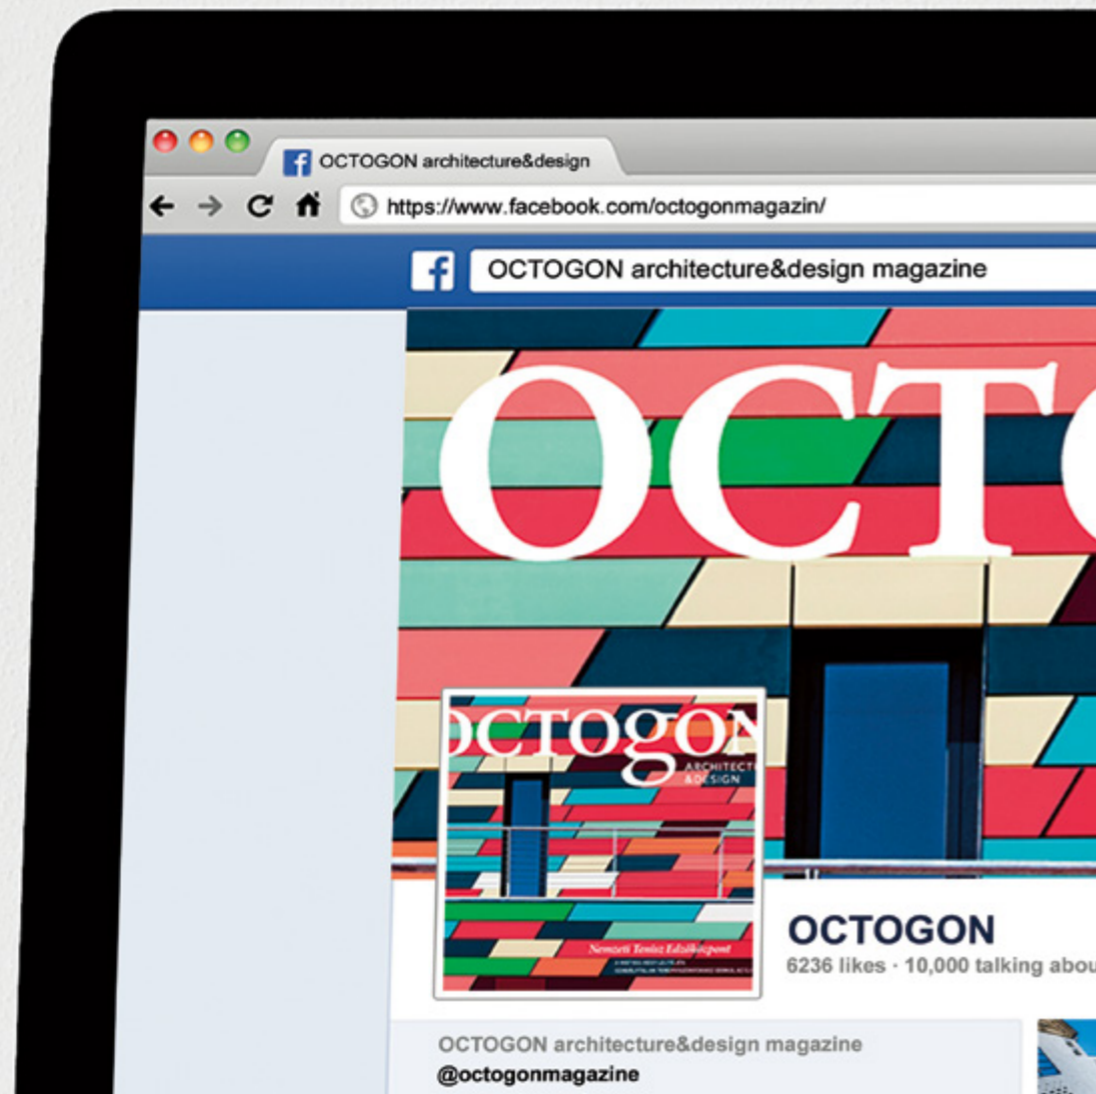 OCTOGON architecture&design
https://www.facebook.com/octogonmagazin/
OCTOGON architecture&design magazine
OCT
OCTOgON
ARCHITECT
&DESIGN
Nemzeti Tenisz Edzőközpont
OCTOGON
6236 likes · 10,000 talking abou
OCTOGON architecture&design magazine
@octogonmagazine